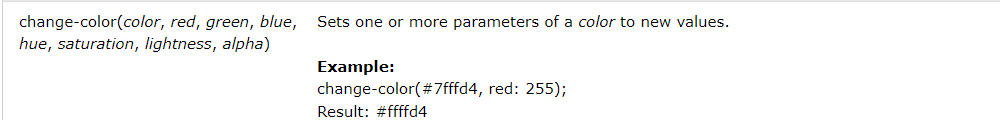 change-color(color, red, green, blue,
hue, saturation, lightness, alpha)
Sets one or more parameters of a color to new values.
Example:
change-color(#7fffd4, red: 255);
Result: #ffffd4